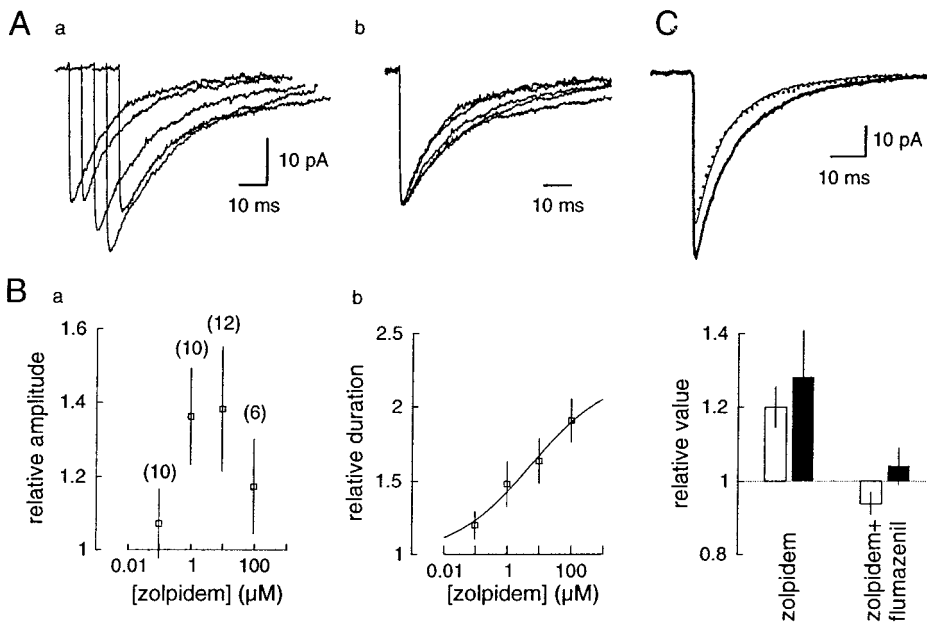 A
a
10 pA
10 ms
b
10 ms
C
10 pA
10 ms
B
a
relative amplitude
1.6
1.4
1.2
1
(10)
(10)
(12)
(6)
0.01
1
100
[zolpidem] (µM)
b
relative duration
2.5
2
1.5
1
0.01
1
100
[zolpidem] (µM)
relative value
1.4
1.2
1
0.8
zolpidem
zolpidem+
flumazenil